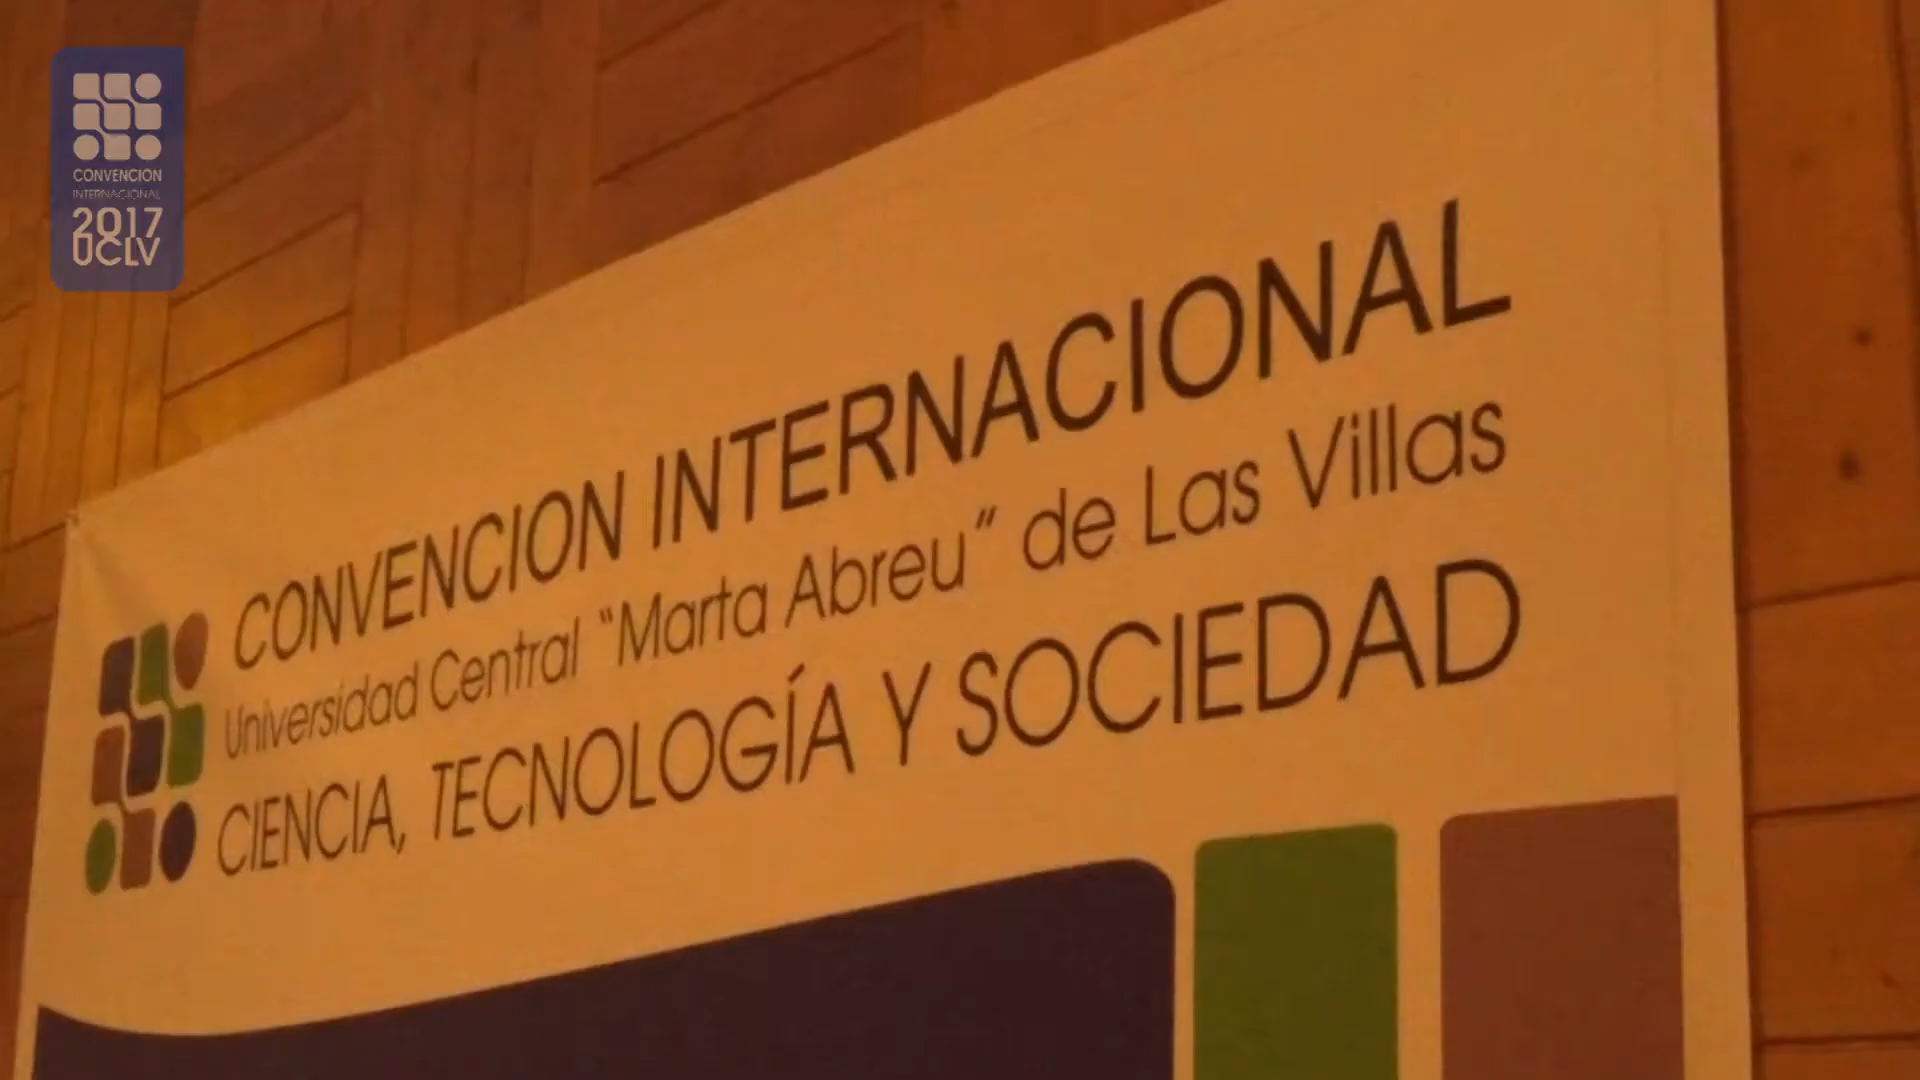 CONVENCION
INTERNACIONAL
2017
UCLV
CONVENCION INTERNACIONAL
Universidad Central "Marta Abreu" de Las Villas
CIENCIA, TECNOLOGÍA Y SOCIEDAD